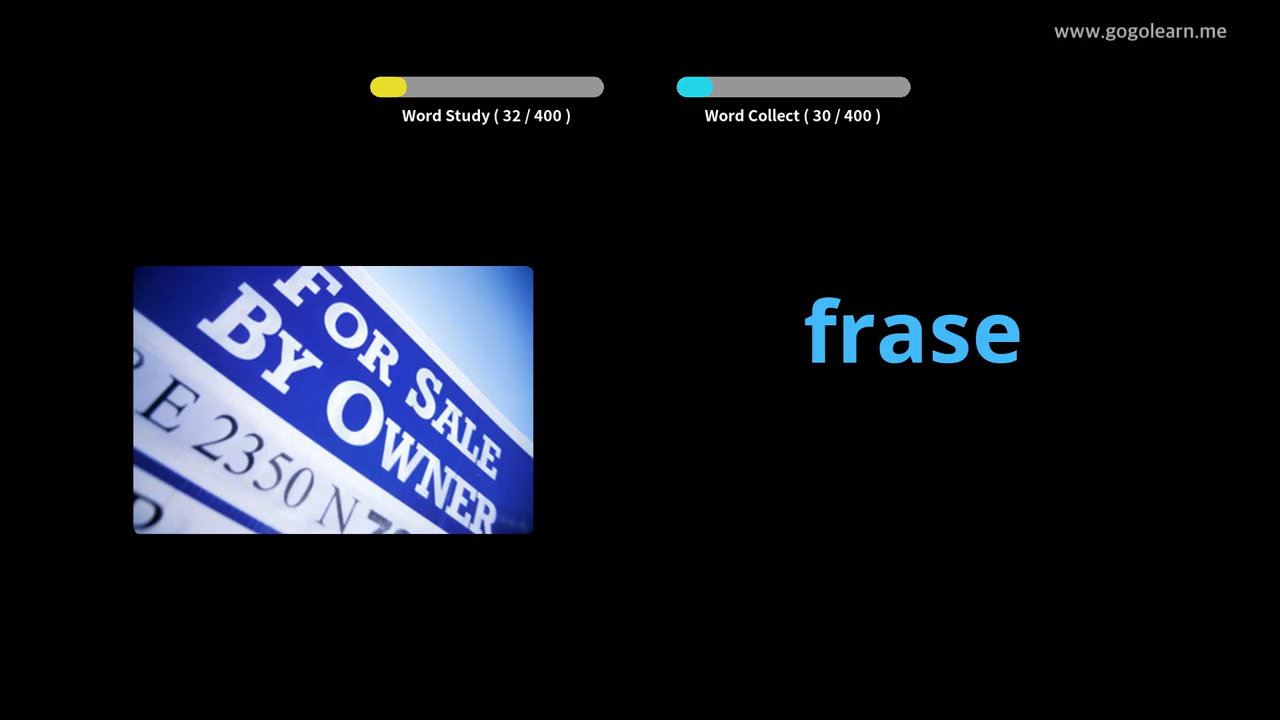 www.gogolearn.me
Word Study ( 32 / 400 )
Word Collect ( 30 / 400 )
FOR SALE
BY OWNER
E 2350 N
frase